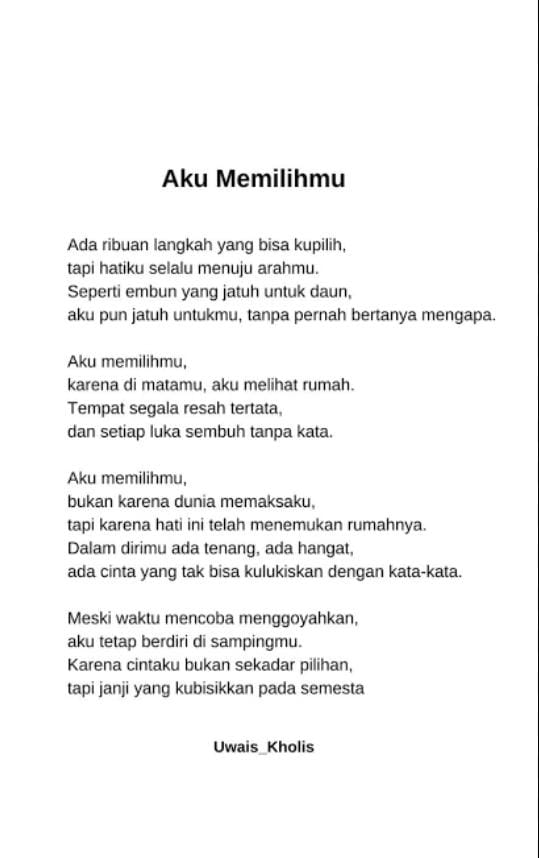 Aku Memilihmu
Ada ribuan langkah yang bisa kupilih,
tapi hatiku selalu menuju arahmu.
Seperti embun yang jatuh untuk daun,
aku pun jatuh untukmu, tanpa pernah bertanya mengapa.
Aku memilihmu,
karena di matamu, aku melihat rumah.
Tempat segala resah tertata,
dan setiap luka sembuh tanpa kata.
Aku memilihmu,
bukan karena dunia memaksaku,
tapi karena hati ini telah menemukan rumahnya.
Dalam dirimu ada tenang, ada hangat,
ada cinta yang tak bisa kulukiskan dengan kata-kata.
Meski waktu mencoba menggoyahkan,
aku tetap berdiri di sampingmu.
Karena cintaku bukan sekadar pilihan,
tapi janji yang kubisikkan pada semesta
Uwais_Kholis